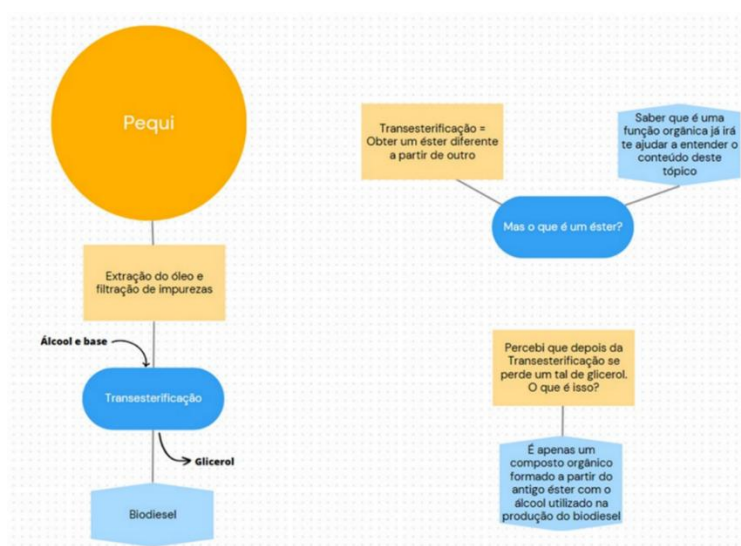 Pequi
Extração do óleo e
filtração de impurezas
Álcool e base
Transesterificação
Glicerol
Biodiesel
Transesterificação =
Obter um éster diferente
a partir de outro
Saber que é uma
função orgânica já irá
te ajudar a entender o
conteúdo deste
tópico
Mas o que é um éster?
Percebi que depois da
Transesterificação se
perde um tal de glicerol.
O que é isso?
É apenas um
composto orgânico
formado a partir do
antigo éster com o
álcool utilizado na
produção do biodiesel